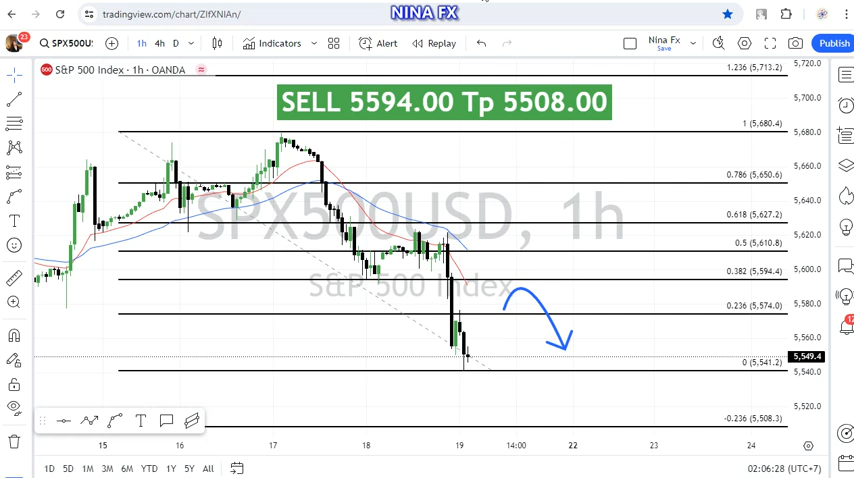 NINA FX
tradingview.com/chart/ZIfXNIAn/
23
SPX500U:
1h 4h D
Indicators
Alert
Replay
Nina Fx
Save
Publish
S&P 500 Index · 1h · OANDA
SELL 5594.00 Tp 5508.00
SPX500USD, 1h
S&P 500 Index
1.236 (5,713.2)
1 (5,680.4)
0.786 (5,650.6)
0.618 (5,627.2)
0.5 (5,610.8)
0.382 (5,594.4)
0.236 (5,574.0)
0 (5,541.2)
-0.236 (5,508.3)
5,720.0
5,700.0
5,680.0
5,660.0
5,640.0
5,620.0
5,600.0
5,580.0
5,560.0
5,549.4
5,540.0
5,520.0
12
15 16 17 18 19 14:00 22 23 24
1D 5D 1M 3M 6M YTD 1Y 5Y All
02:06:28 (UTC+7)